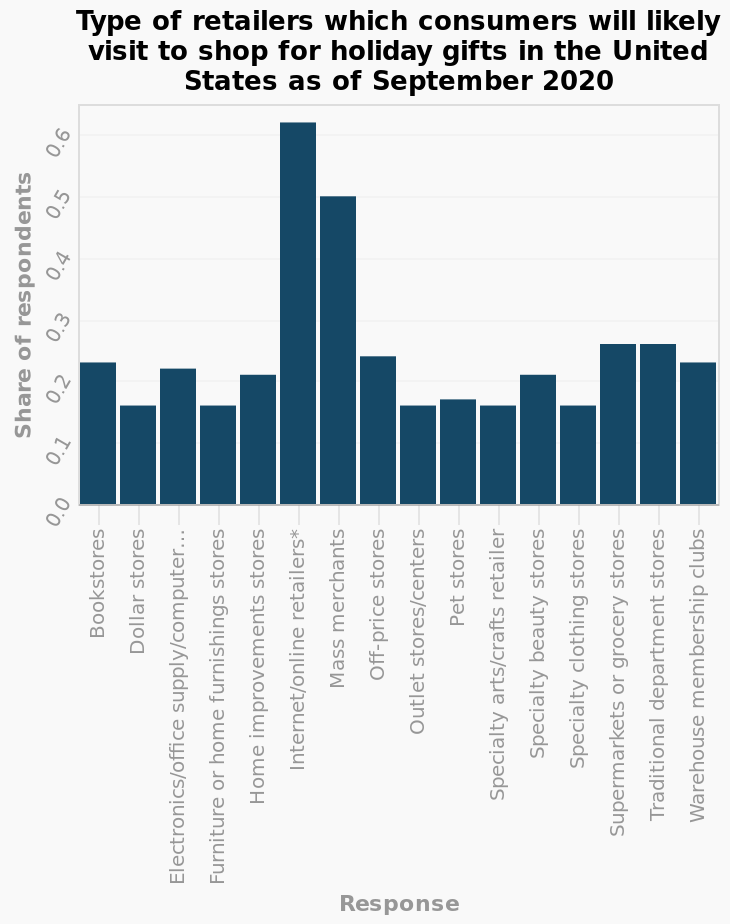 Type of retailers which consumers will likely
visit to shop for holiday gifts in the United
States as of September 2020
Share of respondents
0.6
0.5
0.4
0.3
0.2
0.1
0.0
Bookstores
Dollar stores
Electronics/office supply/computer…
Furniture or home furnishings stores
Home improvements stores
Internet/online retailers*
Mass merchants
Off-price stores
Outlet stores/centers
Pet stores
Specialty arts/crafts retailer
Specialty beauty stores
Specialty clothing stores
Supermarkets or grocery stores
Traditional department stores
Warehouse membership clubs
Response